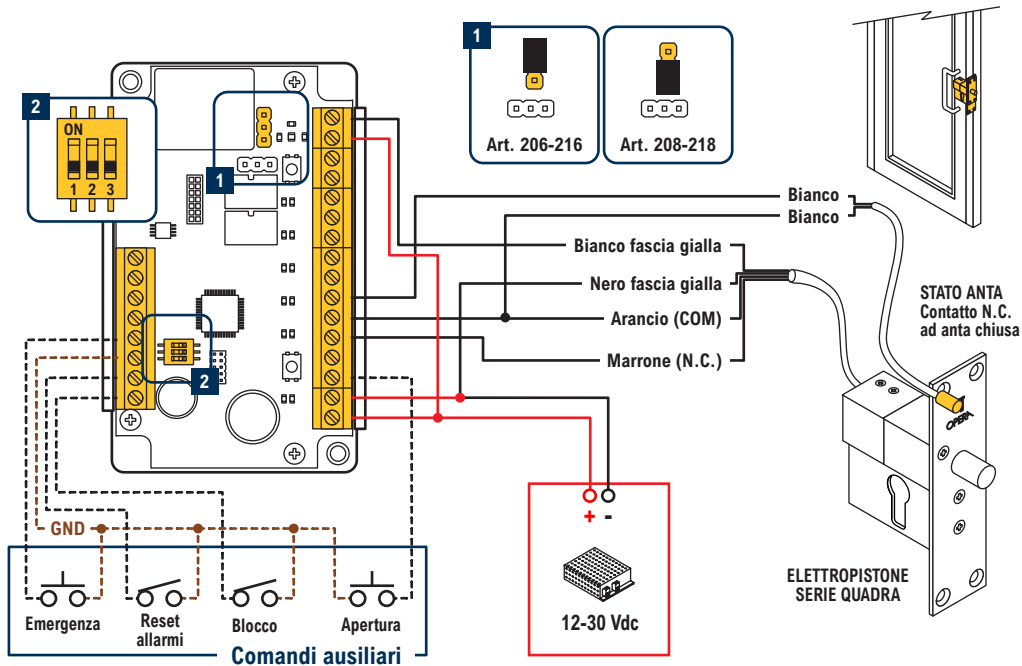 1
Art. 206-216
Art. 208-218
2
ON
1 2 3
1
2
Bianco
Bianco
Bianco fascia gialla
Nero fascia gialla
Arancio (COM)
Marrone (N.C.)
STATO ANTA
Contatto N.C.
ad anta chiusa
OPERA
GND
+ -
12-30 Vdc
ELETTROPISTONE
SERIE QUADRA
Emergenza
Reset
allarmi
Blocco
Apertura
Comandi ausiliari